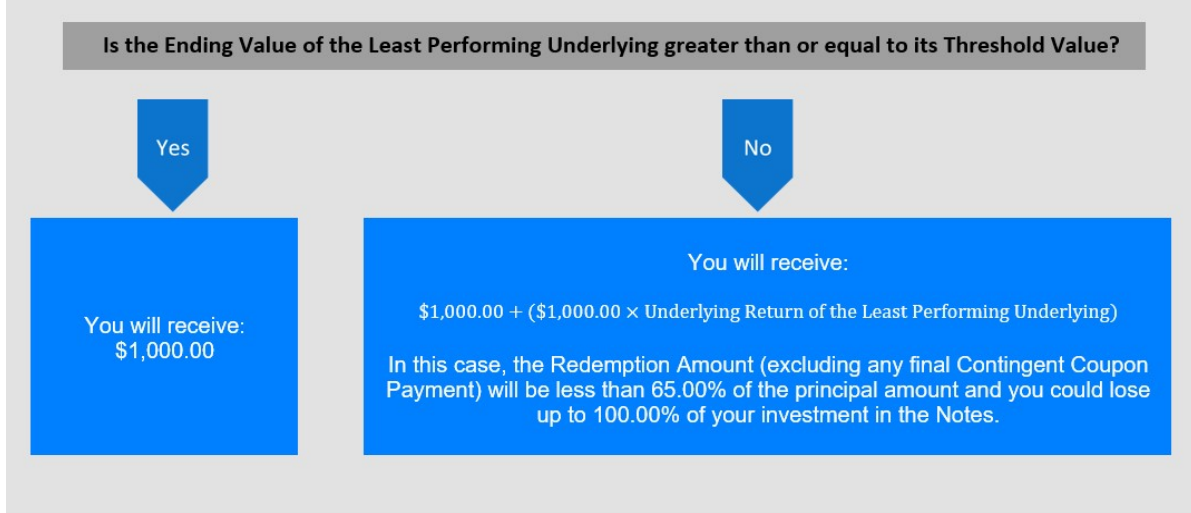 Is the Ending Value of the Least Performing Underlying greater than or equal to its Threshold Value?
Yes
No
You will receive:
$1,000.00
You will receive:
$1,000.00 + ($1,000.00 × Underlying Return of the Least Performing Underlying)
In this case, the Redemption Amount (excluding any final Contingent Coupon
Payment) will be less than 65.00% of the principal amount and you could lose
up to 100.00% of your investment in the Notes.